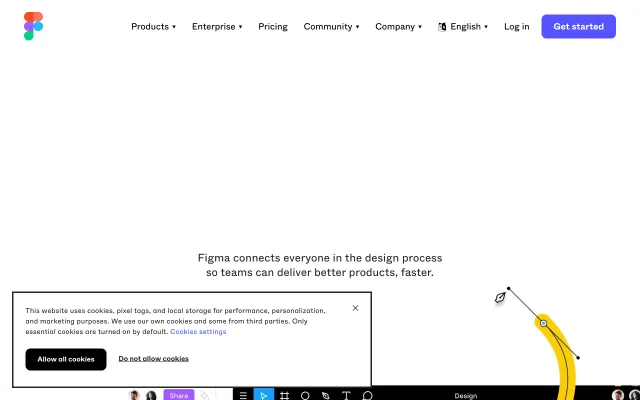 Products Enterprise Pricing Community Company English Log in Get started
Figma connects everyone in the design process
so teams can deliver better products, faster.
This website uses cookies, pixel tags, and local storage for performance, personalization,
and marketing purposes. We use our own cookies and some from third parties. Only
essential cookies are turned on by default. Cookies settings
Allow all cookies Do not allow cookies
Share Design